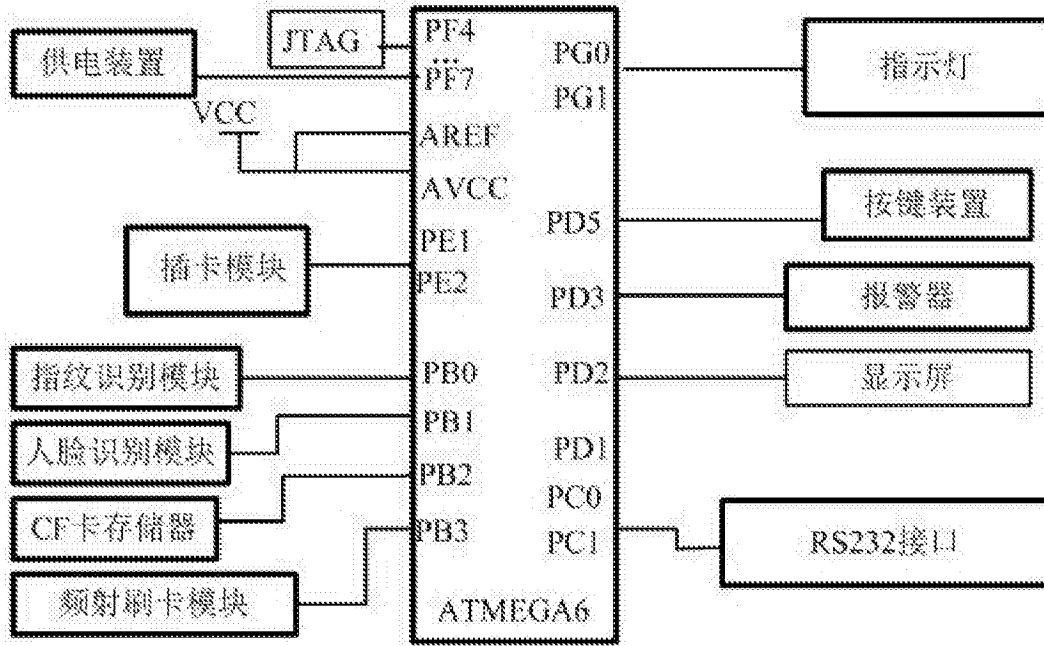 JTAG
供电装置
VCC
插卡模块
指纹识别模块
人脸识别模块
CF卡存储器
频射刷卡模块
PF4
...
PF7
AREF
AVCC
PE1
PE2
PB0
PB1
PB2
PB3
PG0
PG1
PD5
PD3
PD2
PD1
PC0
PC1
ATMEGA6
指示灯
按键装置
报警器
显示屏
RS232接口